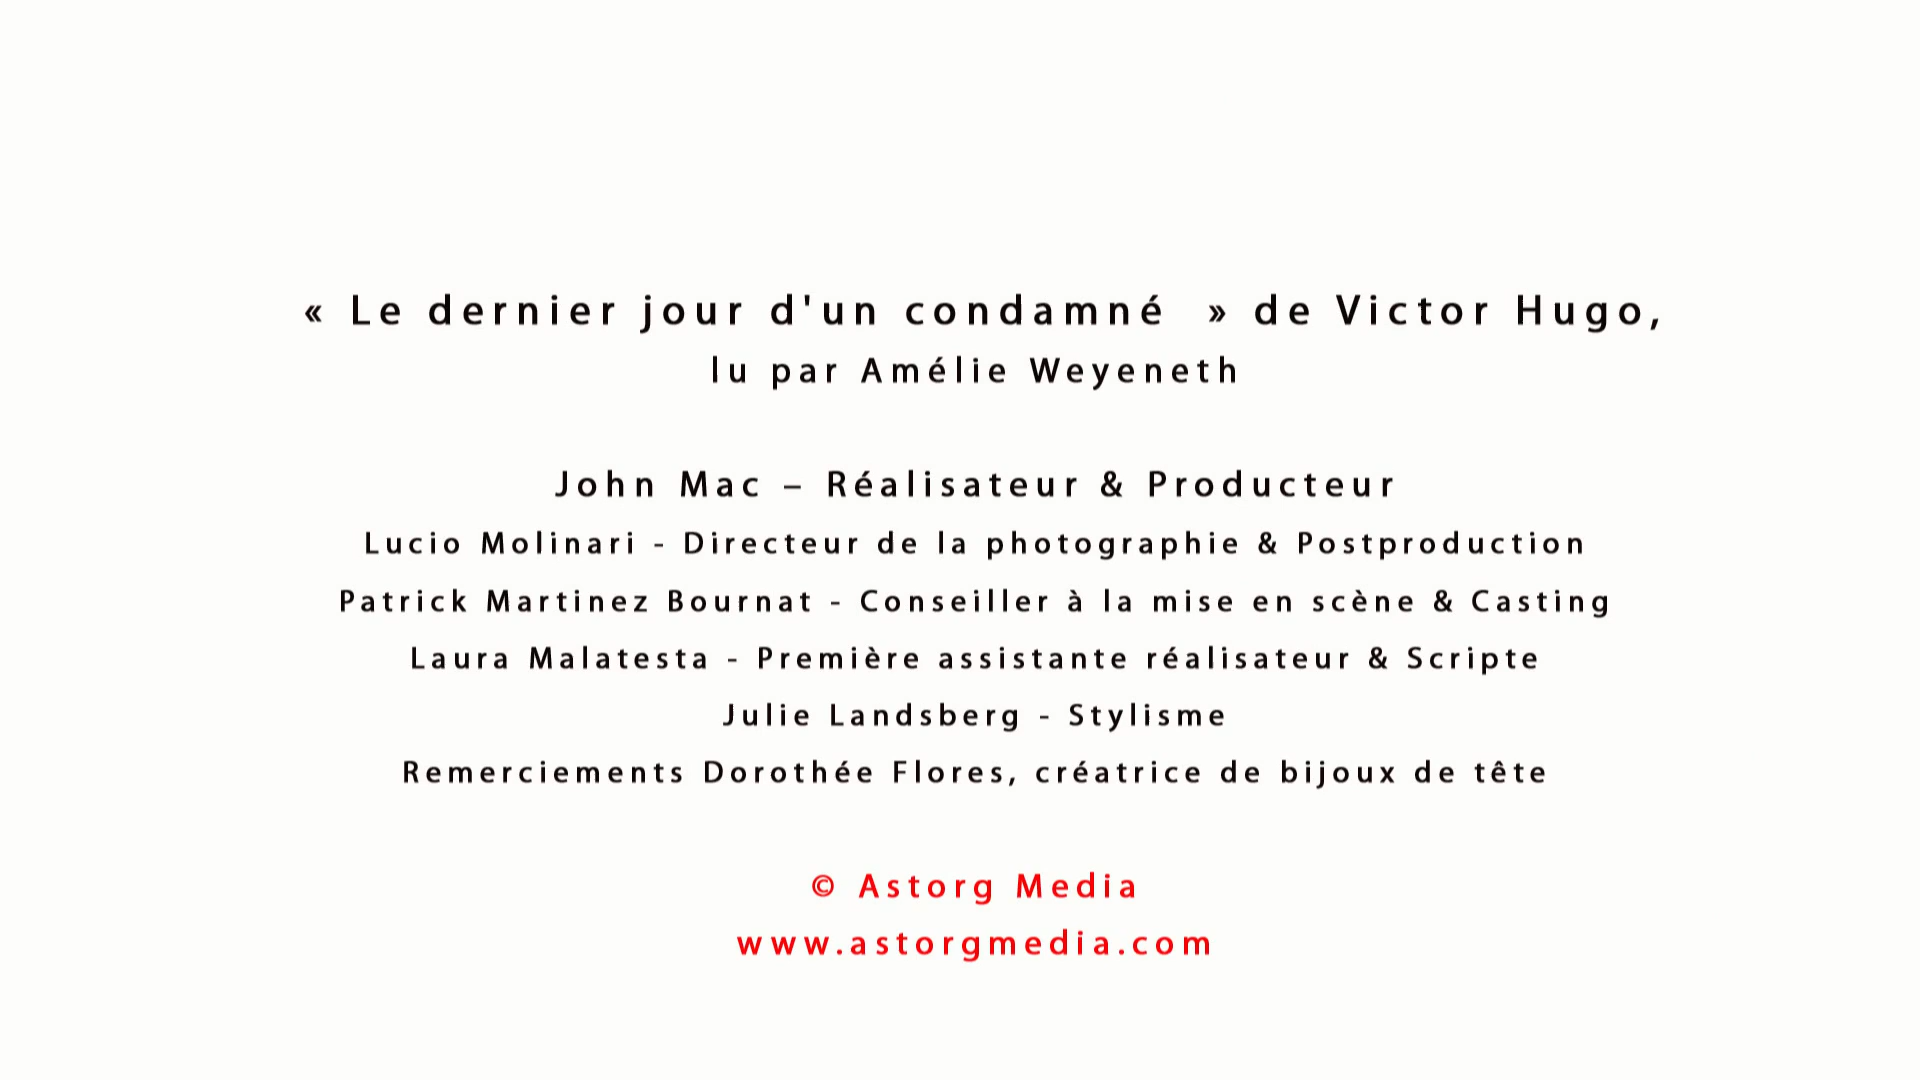 « Le dernier jour d'un condamné » de Victor Hugo,
lu par Amélie Weyeneth
John Mac – Réalisateur & Producteur
Lucio Molinari - Directeur de la photographie & Postproduction
Patrick Martinez Bournat - Conseiller à la mise en scène & Casting
Laura Malatesta - Première assistante réalisateur & Scripte
Julie Landsberg - Stylisme
Remerciements Dorothée Flores, créatrice de bijoux de tête
© Astorg Media
www.astorgmedia.com